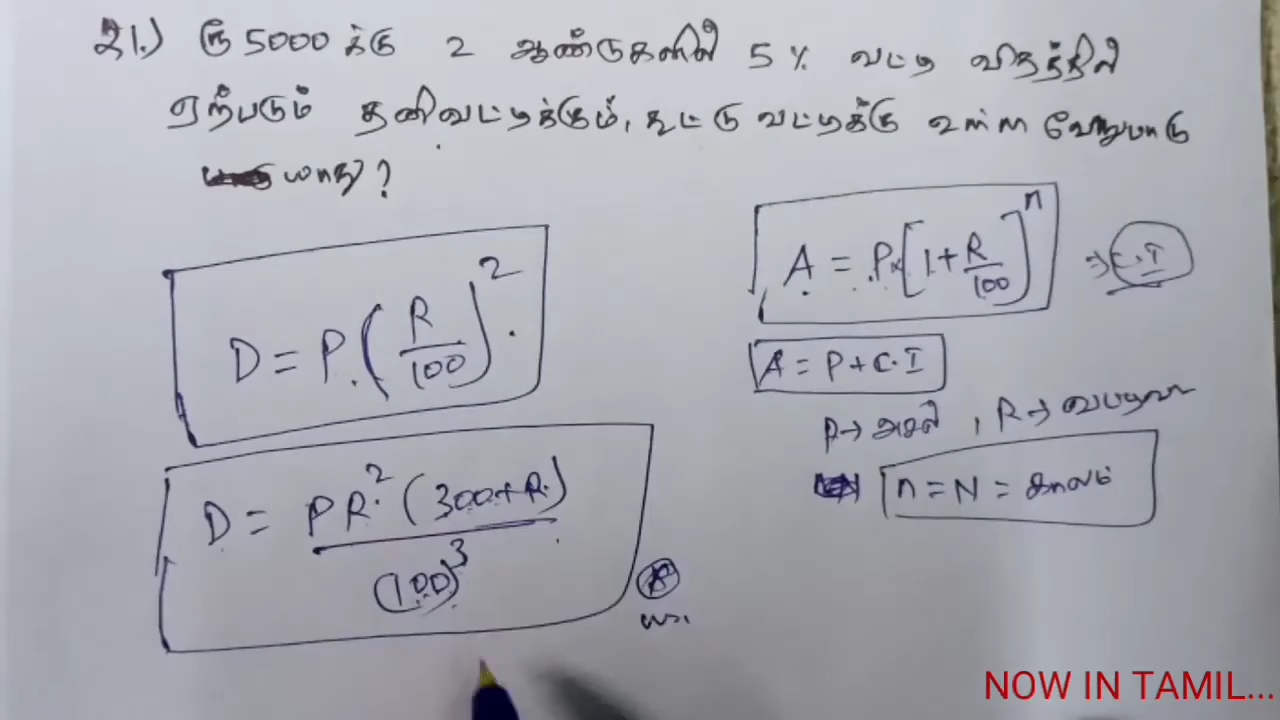 21.) ரூ 5000 க்கு 2 ஆண்டுகளில் 5 % வட்டி வீதத்தில்
ஏற்படும் தனிவட்டிக்கும், கூட்டு வட்டிக்கு உள்ள வேறுபாடு
யாது?
D = P. (R/100)^2.
A = P[1+R/100]^n ⇒ C.I
A = P + C.I
P → அசல் , R →
n = N = காலம்
D = PR^2 (300+R)/(100)^3
NOW IN TAMIL...